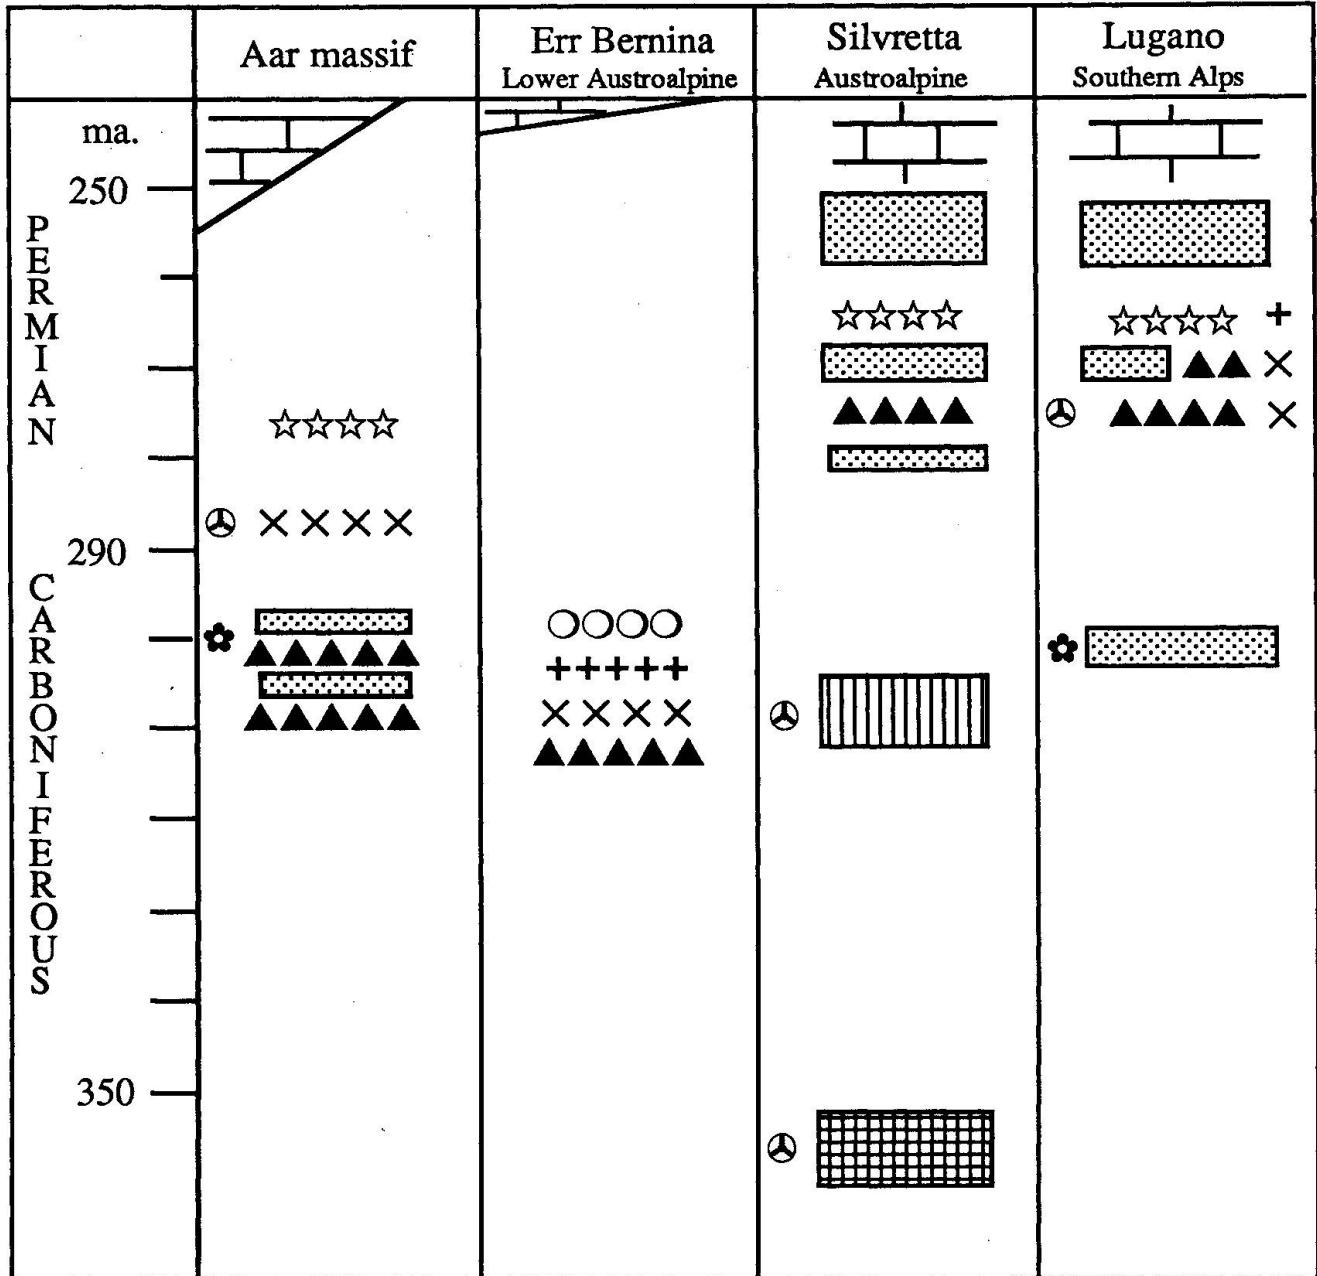 Aar massif
Err Bernina
Lower Austroalpine
Silvretta
Austroalpine
Lugano
Southern Alps
ma.
250
PERMIAN
290
CARBONIFEROUS
350